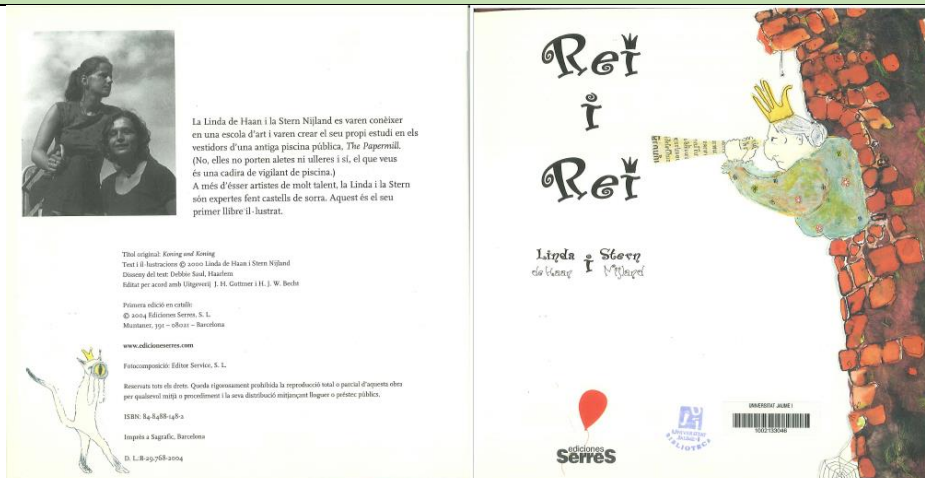 La Linda de Haan i la Stern Nijland es varen conèixer
en una escola d'art i varen crear el seu propi estudi en els
vestidors d'una antiga piscina pública, The Papermill.
(No, elles no porten aletes ni ulleres i sí, el que veus
és una cadira de vigilant de piscina.)
A més d'ésser artistes de molt talent, la Linda i la Stern
són expertes fent castells de sorra. Aquest és el seu
primer llibre il·lustrat.
Títol original: Koning und Koning
Text i il·lustracions © 2000 Linda de Haan i Stern Nijland
Disseny del text: Debbie Saul, Haarlem
Editat per acord amb Uitgeverij J. H. Gottmer i H. J. W. Becht
Primera edició en català:
© 2004 Ediciones Serres, S. L.
Muntaner, 391 – 08021 – Barcelona
www.edicioneserres.com
Fotocomposició: Editor Service, S. L.
Reservats tots els drets. Queda rigorosament prohibida la reproducció total o parcial d'aquesta obra
per qualsevol mitjà o procediment i la seva distribució mitjançant lloguer o préstec públics.
ISBN: 84-8488-148-2
Imprès a Sagrafic, Barcelona
D. L.:B-29.768-2004
Rei
i
Rei
Linda i Stern
de Haan Nijland
ediciones
Serres
Universitat
Jaume I
BIBLIOTECA
UNIVERSITAT JAUME I
1002133046